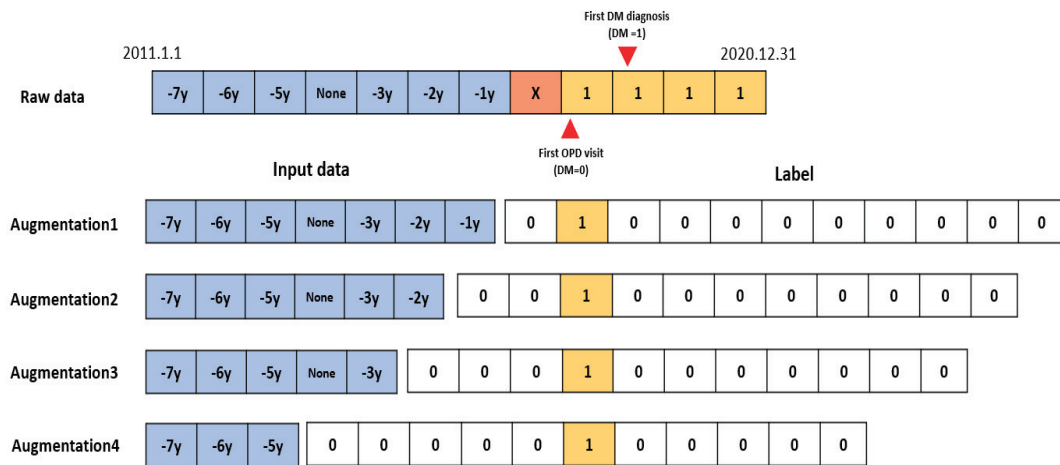 First DM diagnosis
(DM =1)
2011.1.1 2020.12.31
Raw data -7y -6y -5y None -3y -2y -1y X 1 1 1 1
First OPD visit
(DM=0)
Input data Label
Augmentation1 -7y -6y -5y None -3y -2y -1y 0 1 0 0 0 0 0 0 0 0 0
Augmentation2 -7y -6y -5y None -3y -2y 0 0 1 0 0 0 0 0 0 0 0
Augmentation3 -7y -6y -5y None -3y 0 0 0 1 0 0 0 0 0 0 0
Augmentation4 -7y -6y -5y 0 0 0 0 0 1 0 0 0 0 0